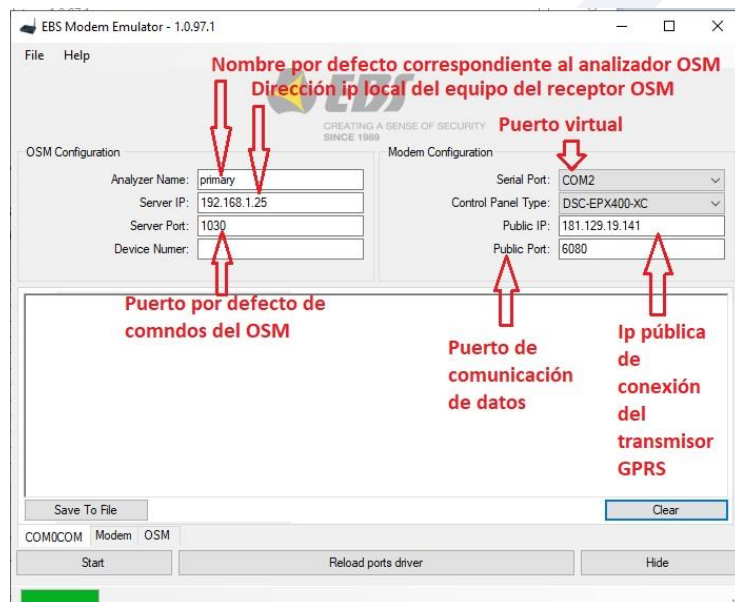 EBS Modem Emulator - 1.0.97.1
File Help
Nombre por defecto correspondiente al analizador OSM
Dirección ip local del equipo del receptor OSM
EBS
CREATING A SENSE OF SECURITY
SINCE 1989
Puerto virtual
OSM Configuration
Analyzer Name: primary
Server IP: 192.168.1.25
Server Port: 1030
Device Numer:
Modem Configuration
Serial Port: COM2
Control Panel Type: DSC-EPX400-XC
Public IP: 181.129.19.141
Public Port: 6080
Puerto por defecto de
comndos del OSM
Puerto de
comunicación
de datos
Ip pública
de
conexión
del
transmisor
GPRS
Save To File
Clear
COM0COM Modem OSM
Start Reload ports driver Hide